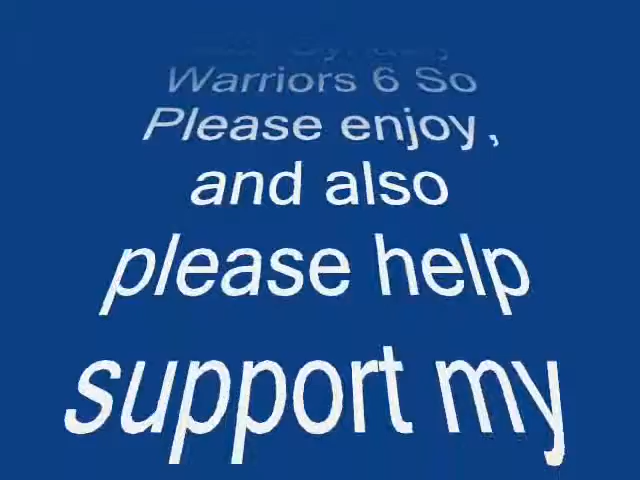 Warriors 6 So
Please enjoy,
and also
please help
support my